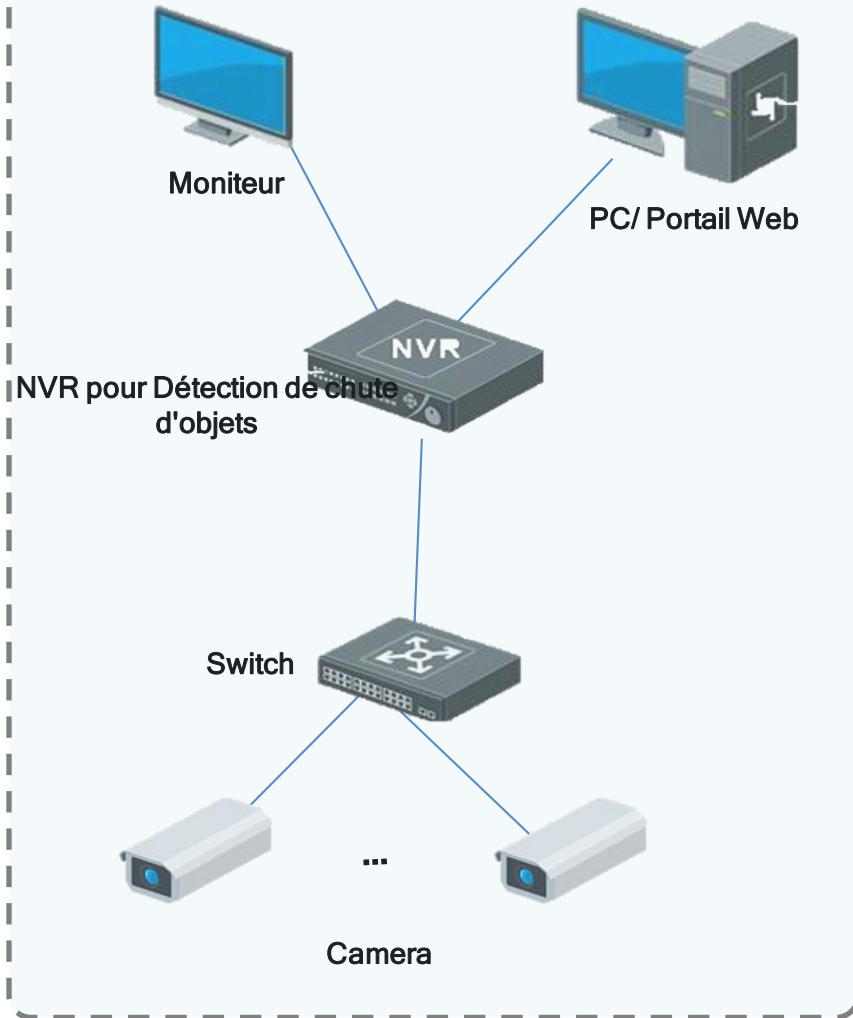 Moniteur
PC/ Portail Web
NVR
NVR pour Détection de chute
d'objets
Switch
...
Camera